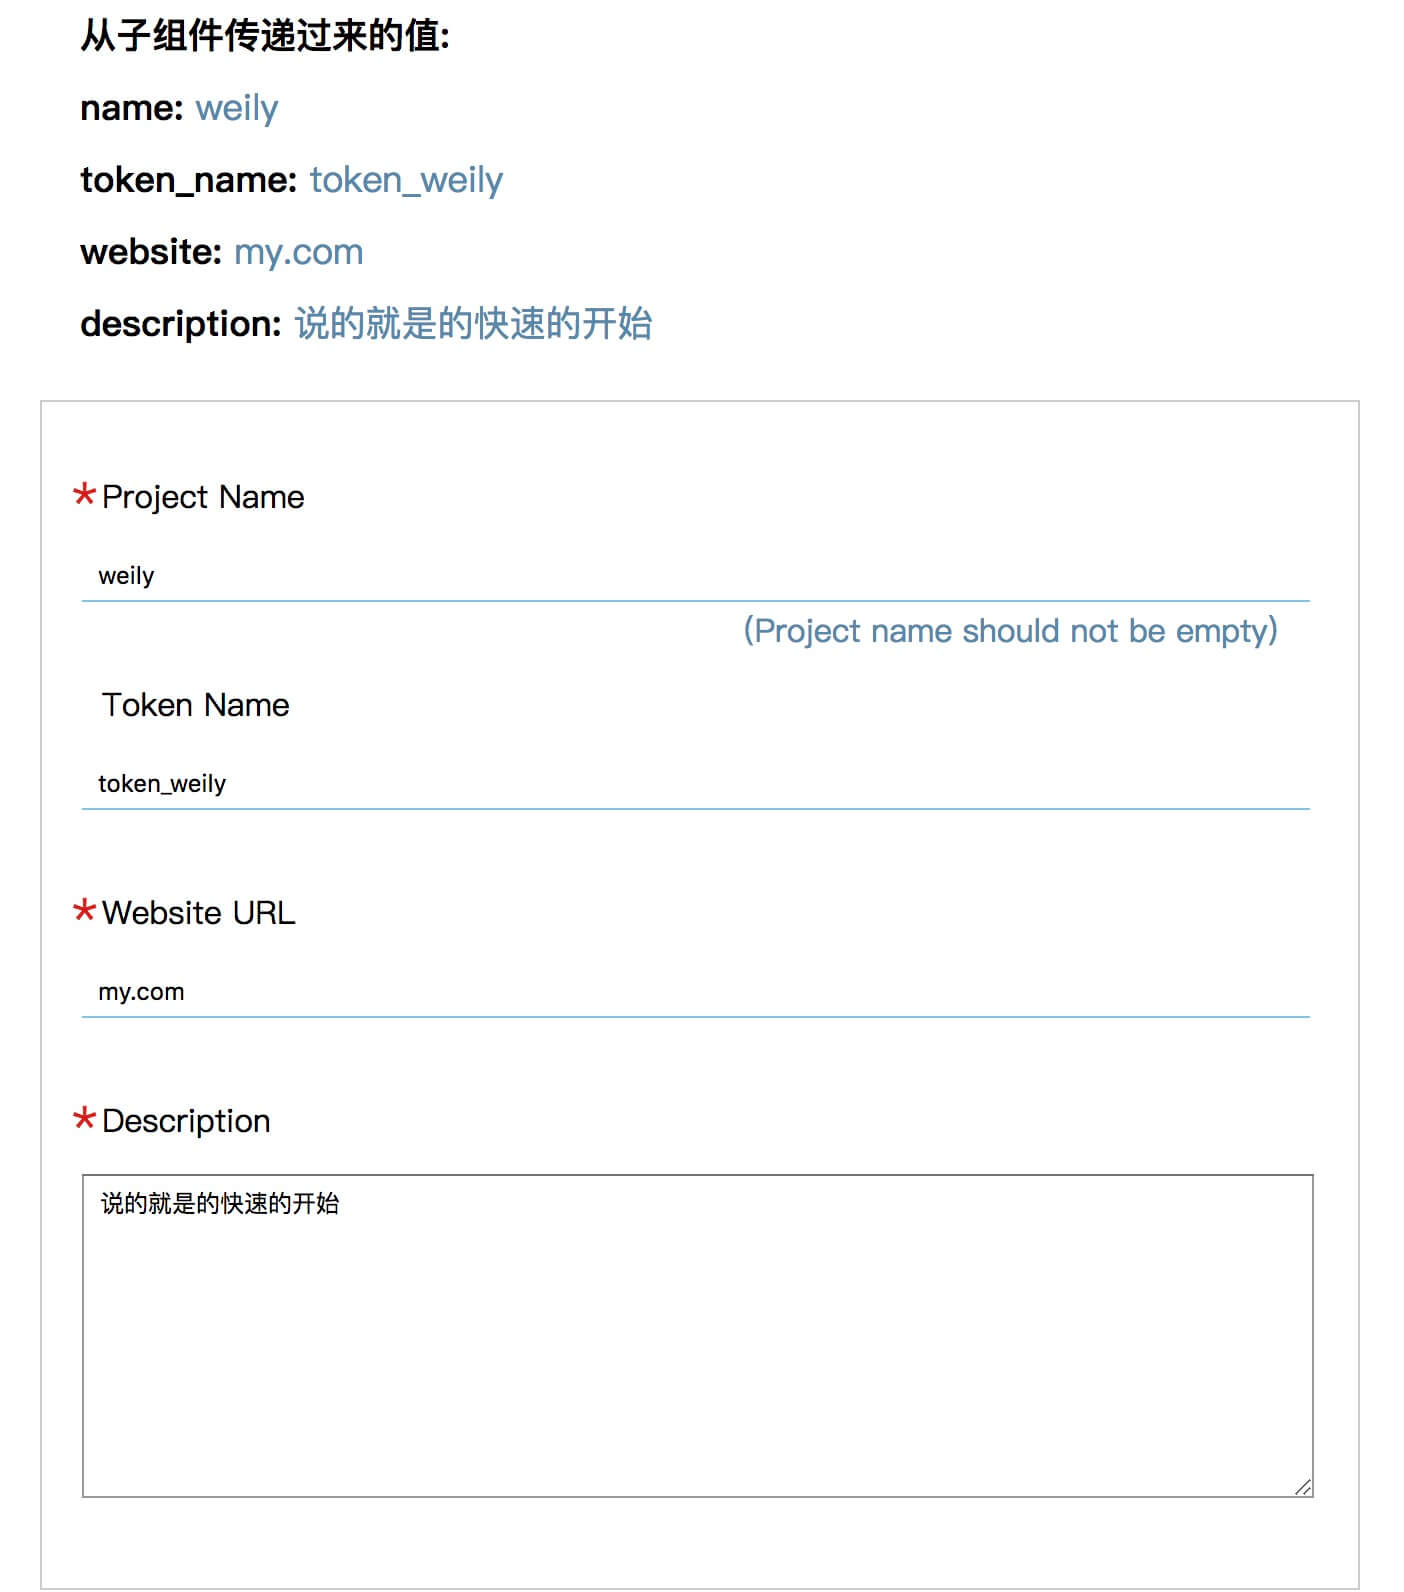 从子组件传递过来的值:
name: weily
token_name: token_weily
website: my.com
description: 说的就是的快速的开始
*Project Name
weily
(Project name should not be empty)
Token Name
token_weily
*Website URL
my.com
*Description
说的就是的快速的开始